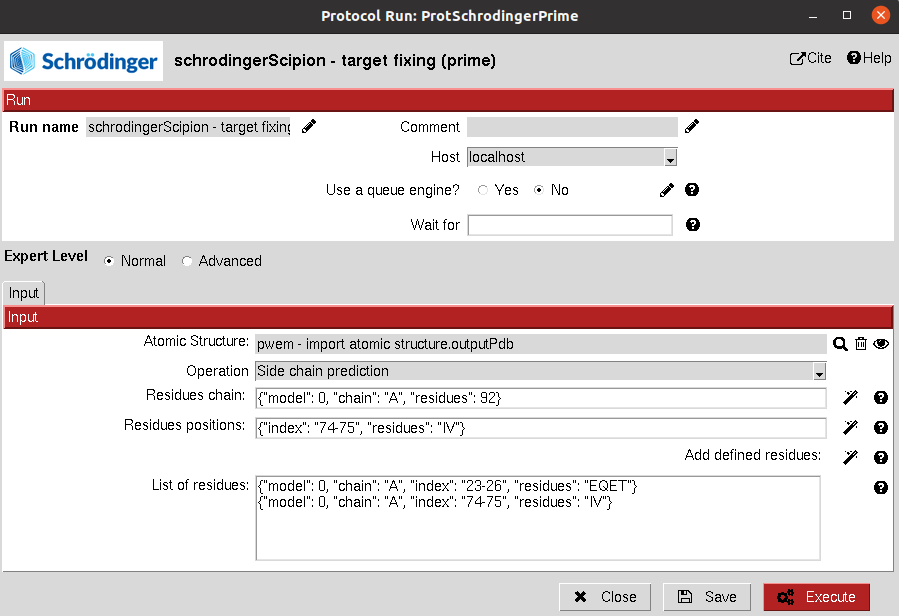 Protocol Run: ProtSchrodingerPrime
Schrödinger
schrodingerScipion - target fixing (prime)
Cite
Help
Run
Run name schrodingerScipion - target fixing
Comment
Host localhost
Use a queue engine? Yes No
Wait for
Expert Level Normal Advanced
Input
Input
Atomic Structure: pwem - import atomic structure.outputPdb
Operation Side chain prediction
Residues chain: {"model": 0, "chain": "A", "residues": 92}
Residues positions: {"index": "74-75", "residues": "IV"}
Add defined residues:
List of residues: {"model": 0, "chain": "A", "index": "23-26", "residues": "EQET"}
{"model": 0, "chain": "A", "index": "74-75", "residues": "IV"}
Close
Save
Execute